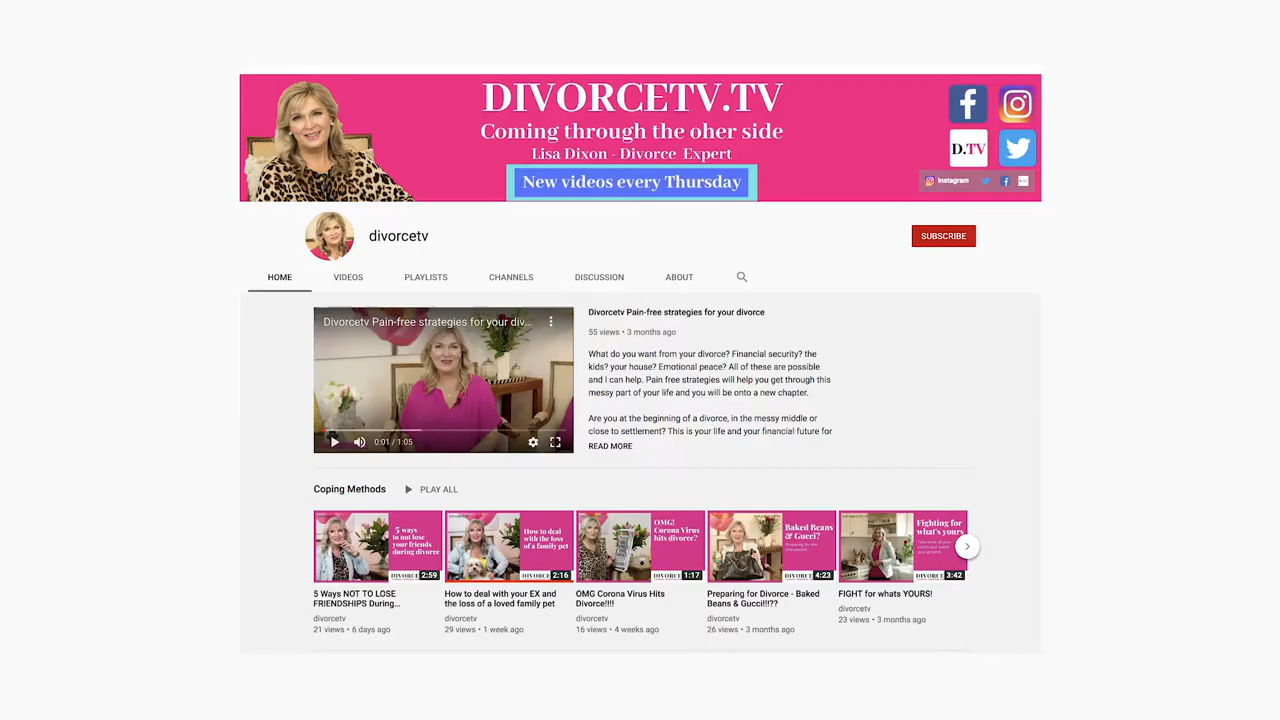 DIVORCETV.TV
Coming through the oher side
Lisa Dixon - Divorce Expert
New videos every Thursday
D.TV
Instagram
divorcetv
SUBSCRIBE
HOME VIDEOS PLAYLISTS CHANNELS DISCUSSION ABOUT
Divorcetv Pain-free strategies for your div...
0:01 / 1:05
Divorcetv Pain-free strategies for your divorce
55 views • 3 months ago
What do you want from your divorce? Financial security? the
kids? your house? Emotional peace? All of these are possible
and I can help. Pain free strategies will help you get through this
messy part of your life and you will be onto a new chapter.
Are you at the beginning of a divorce, in the messy middle or
close to settlement? This is your life and your financial future for
READ MORE
Coping Methods PLAY ALL
5 ways
to not lose
your friends
during divorce
DIVORCE
2:59
5 Ways NOT TO LOSE
FRIENDSHIPS During...
divorcetv
21 views • 6 days ago
How to deal
with the loss
of a family pet
DIVORCE
2:16
How to deal with your EX and
the loss of a loved family pet
divorcetv
29 views • 1 week ago
OMG!
Corona Virus
hits divorce?
DIVORCE
1:17
OMG Corona Virus Hits
Divorce!!!!
divorcetv
16 views • 4 weeks ago
Baked Beans
& Gucci?
Preparing for the
unexpected.
DIVORCE
4:23
Preparing for Divorce - Baked
Beans & Gucci!!!??
divorcetv
26 views • 3 months ago
Fighting for
what's yours
DIVORCE
3:42
FIGHT for whats YOURS!
divorcetv
23 views • 3 months ago